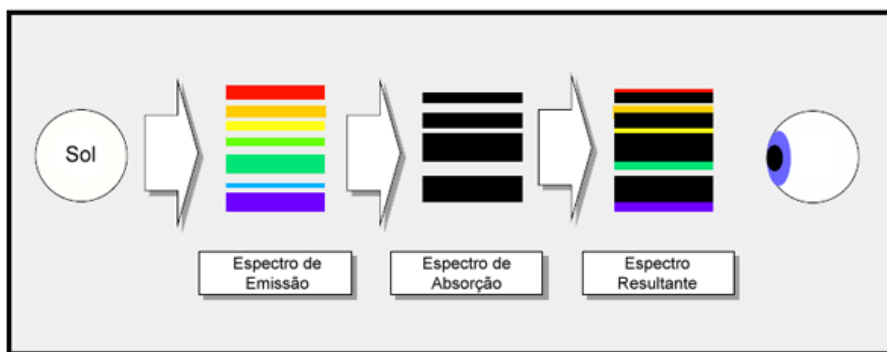 Sol
Espectro de
Emissão
Espectro de
Absorção
Espectro
Resultante